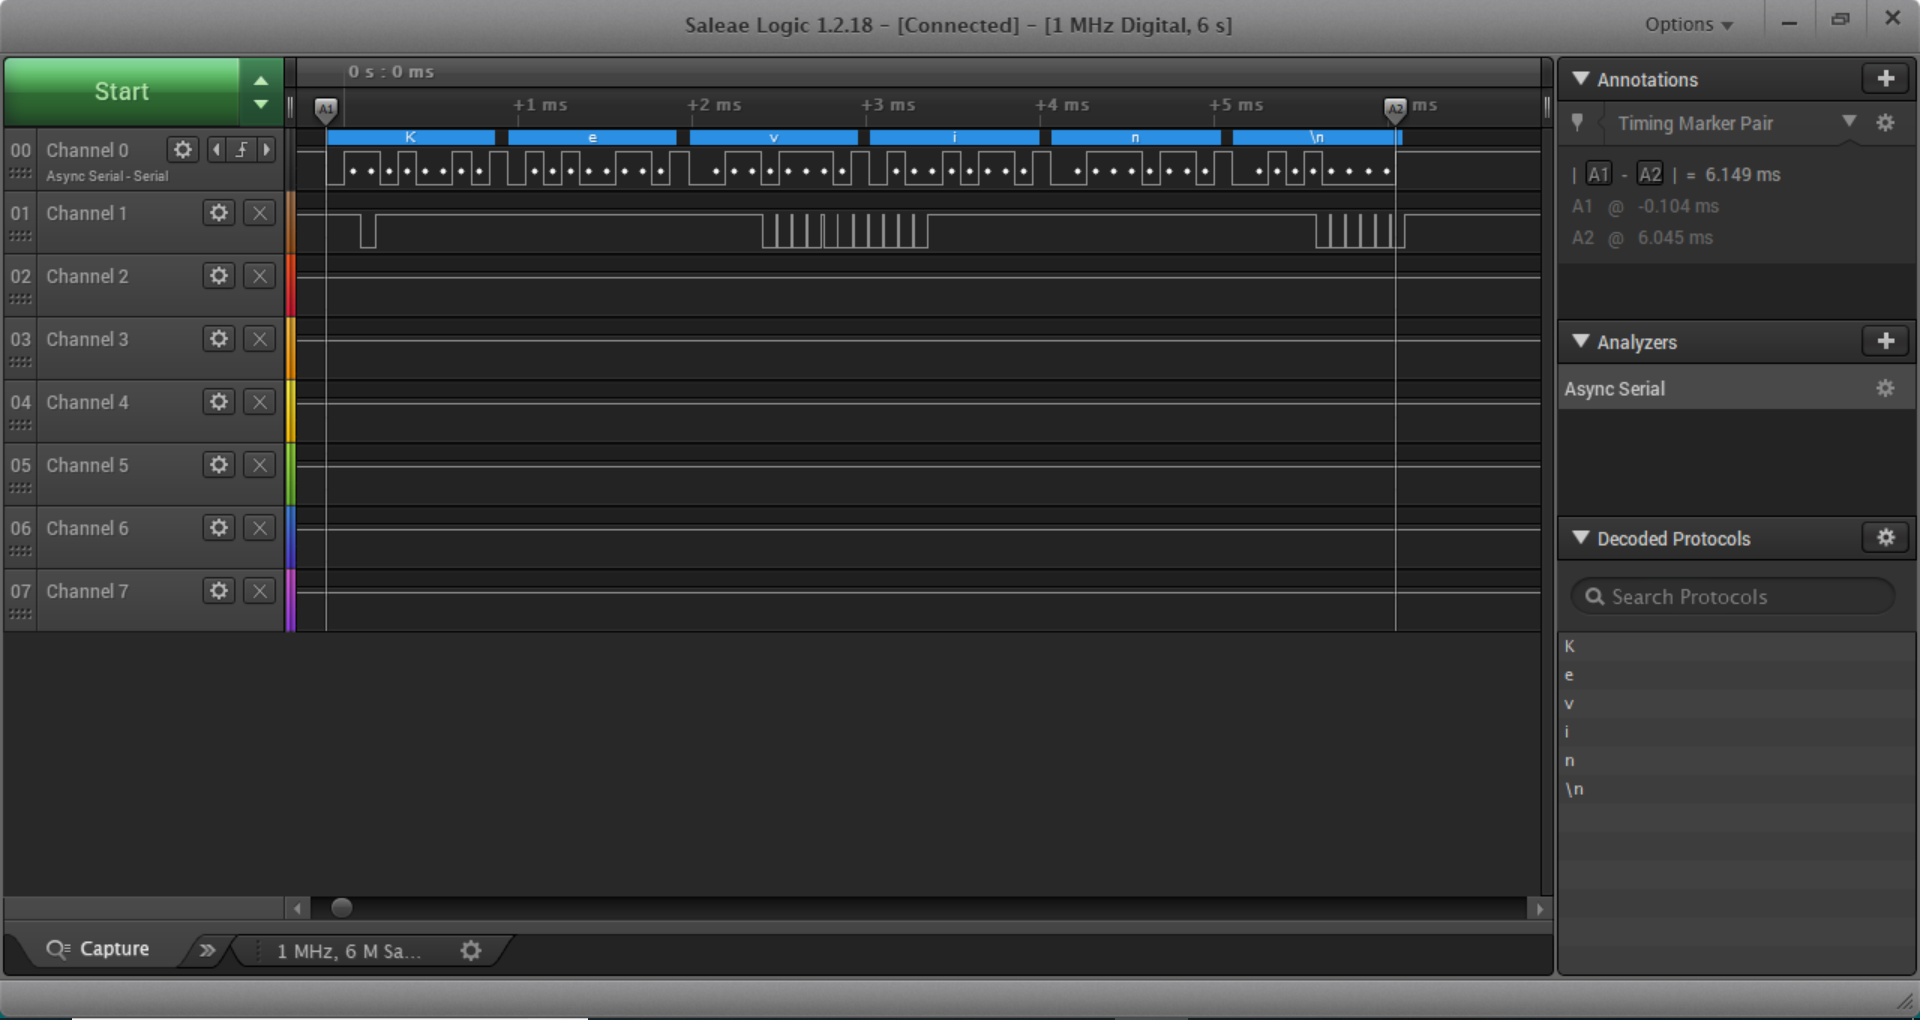 Saleae Logic 1.2.18 - [Connected] - [1 MHz Digital, 6 s]
Options
Start
0 s : 0 ms
+1 ms
+2 ms
+3 ms
+4 ms
+5 ms
ms
A1
A2
K
e
v
i
n
\n
00
Channel 0
Async Serial - Serial
01
Channel 1
02
Channel 2
03
Channel 3
04
Channel 4
05
Channel 5
06
Channel 6
07
Channel 7
Capture
1 MHz, 6 M Sa...
Annotations
Timing Marker Pair
| A1 - A2 | = 6.149 ms
A1 @ -0.104 ms
A2 @ 6.045 ms
Analyzers
Async Serial
Decoded Protocols
Search Protocols
K
e
v
i
n
\n